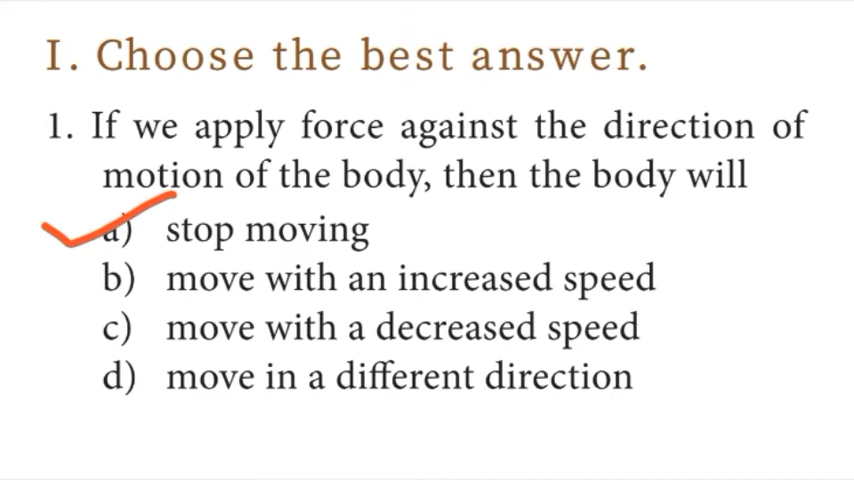 I. Choose the best answer.
1. If we apply force against the direction of
motion of the body, then the body will
a) stop moving
b) move with an increased speed
c) move with a decreased speed
d) move in a different direction